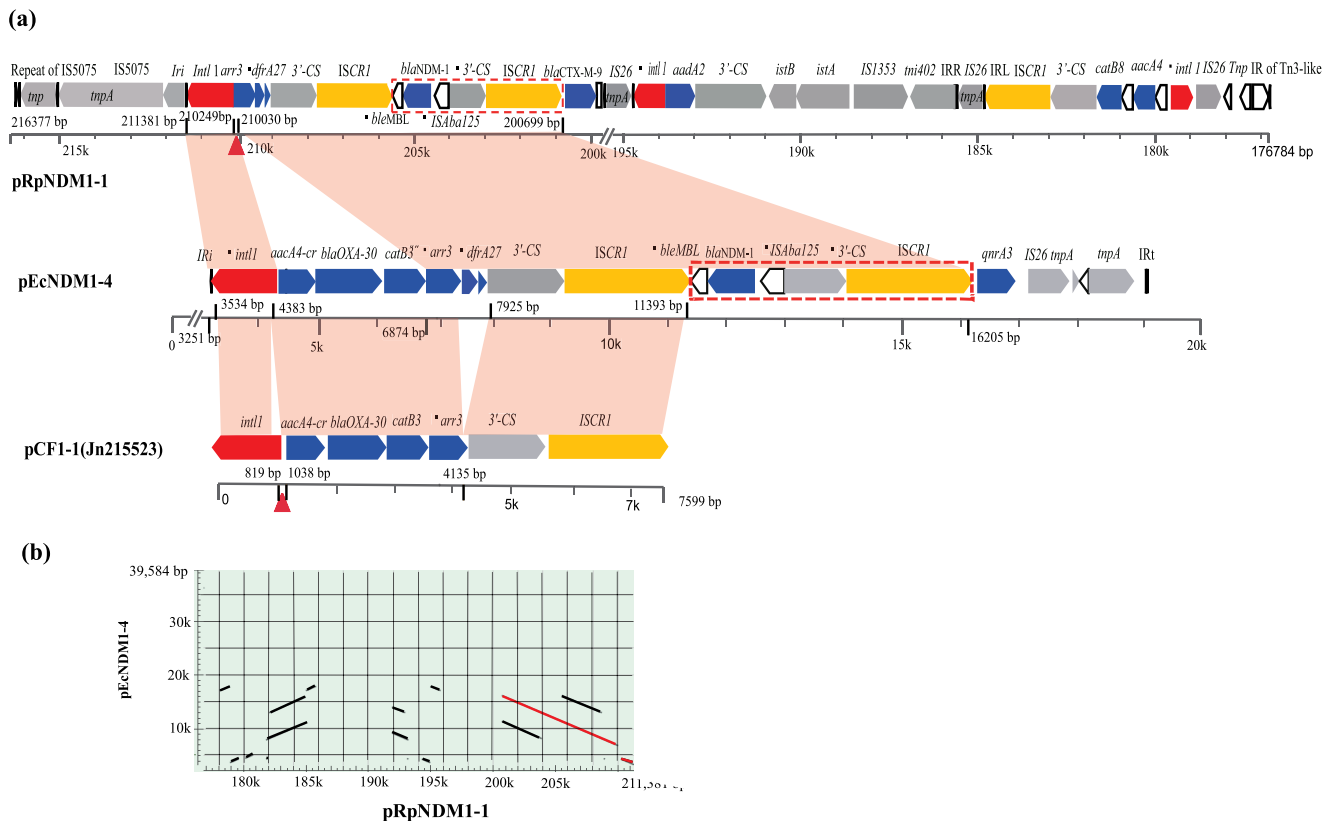 (a)
Repeat of IS5075 IS5075 Iri Intl 1 arr3 dfrA27 3'-CS ISCR1 blaNDM-1 3'-CS ISCR1 blaCTX-M-9 IS26 intl 1 aadA2 3'-CS istB istA IS1353 tni402 IRR IS26 IRL ISCR1 3'-CS catB8 aacA4 intl 1 IS26 Tnp IR of Tn3-like
tnp tnpA tnpA tnpA
216377 bp 211381 bp 210249bp 210030 bp bleMBL ISAba125 200699 bp
215k 210k 205k 200k 195k 190k 185k 180k 176784 bp
pRpNDM1-1
IRi intl1 aacA4-cr blaOXA-30 catB3" arr3 dfrA27 3'-CS ISCR1 bleMBL blaNDM-1 ISAba125 3'-CS ISCR1 qnrA3 IS26 tnpA tnpA IRt
pEcNDM1-4
3534 bp 4383 bp 7925 bp 11393 bp
0 3251 bp 5k 6874 bp 10k 15k 16205 bp 20k
intl1 aacA4-cr blaOXA-30 catB3 arr3 3'-CS ISCR1
pCF1-1(Jn215523)
819 bp 1038 bp 4135 bp
0 5k 7k 7599 bp
(b)
39,584 bp
30k
20k
10k
pEcNDM1-4
180k 185k 190k 195k 200k 205k
pRpNDM1-1